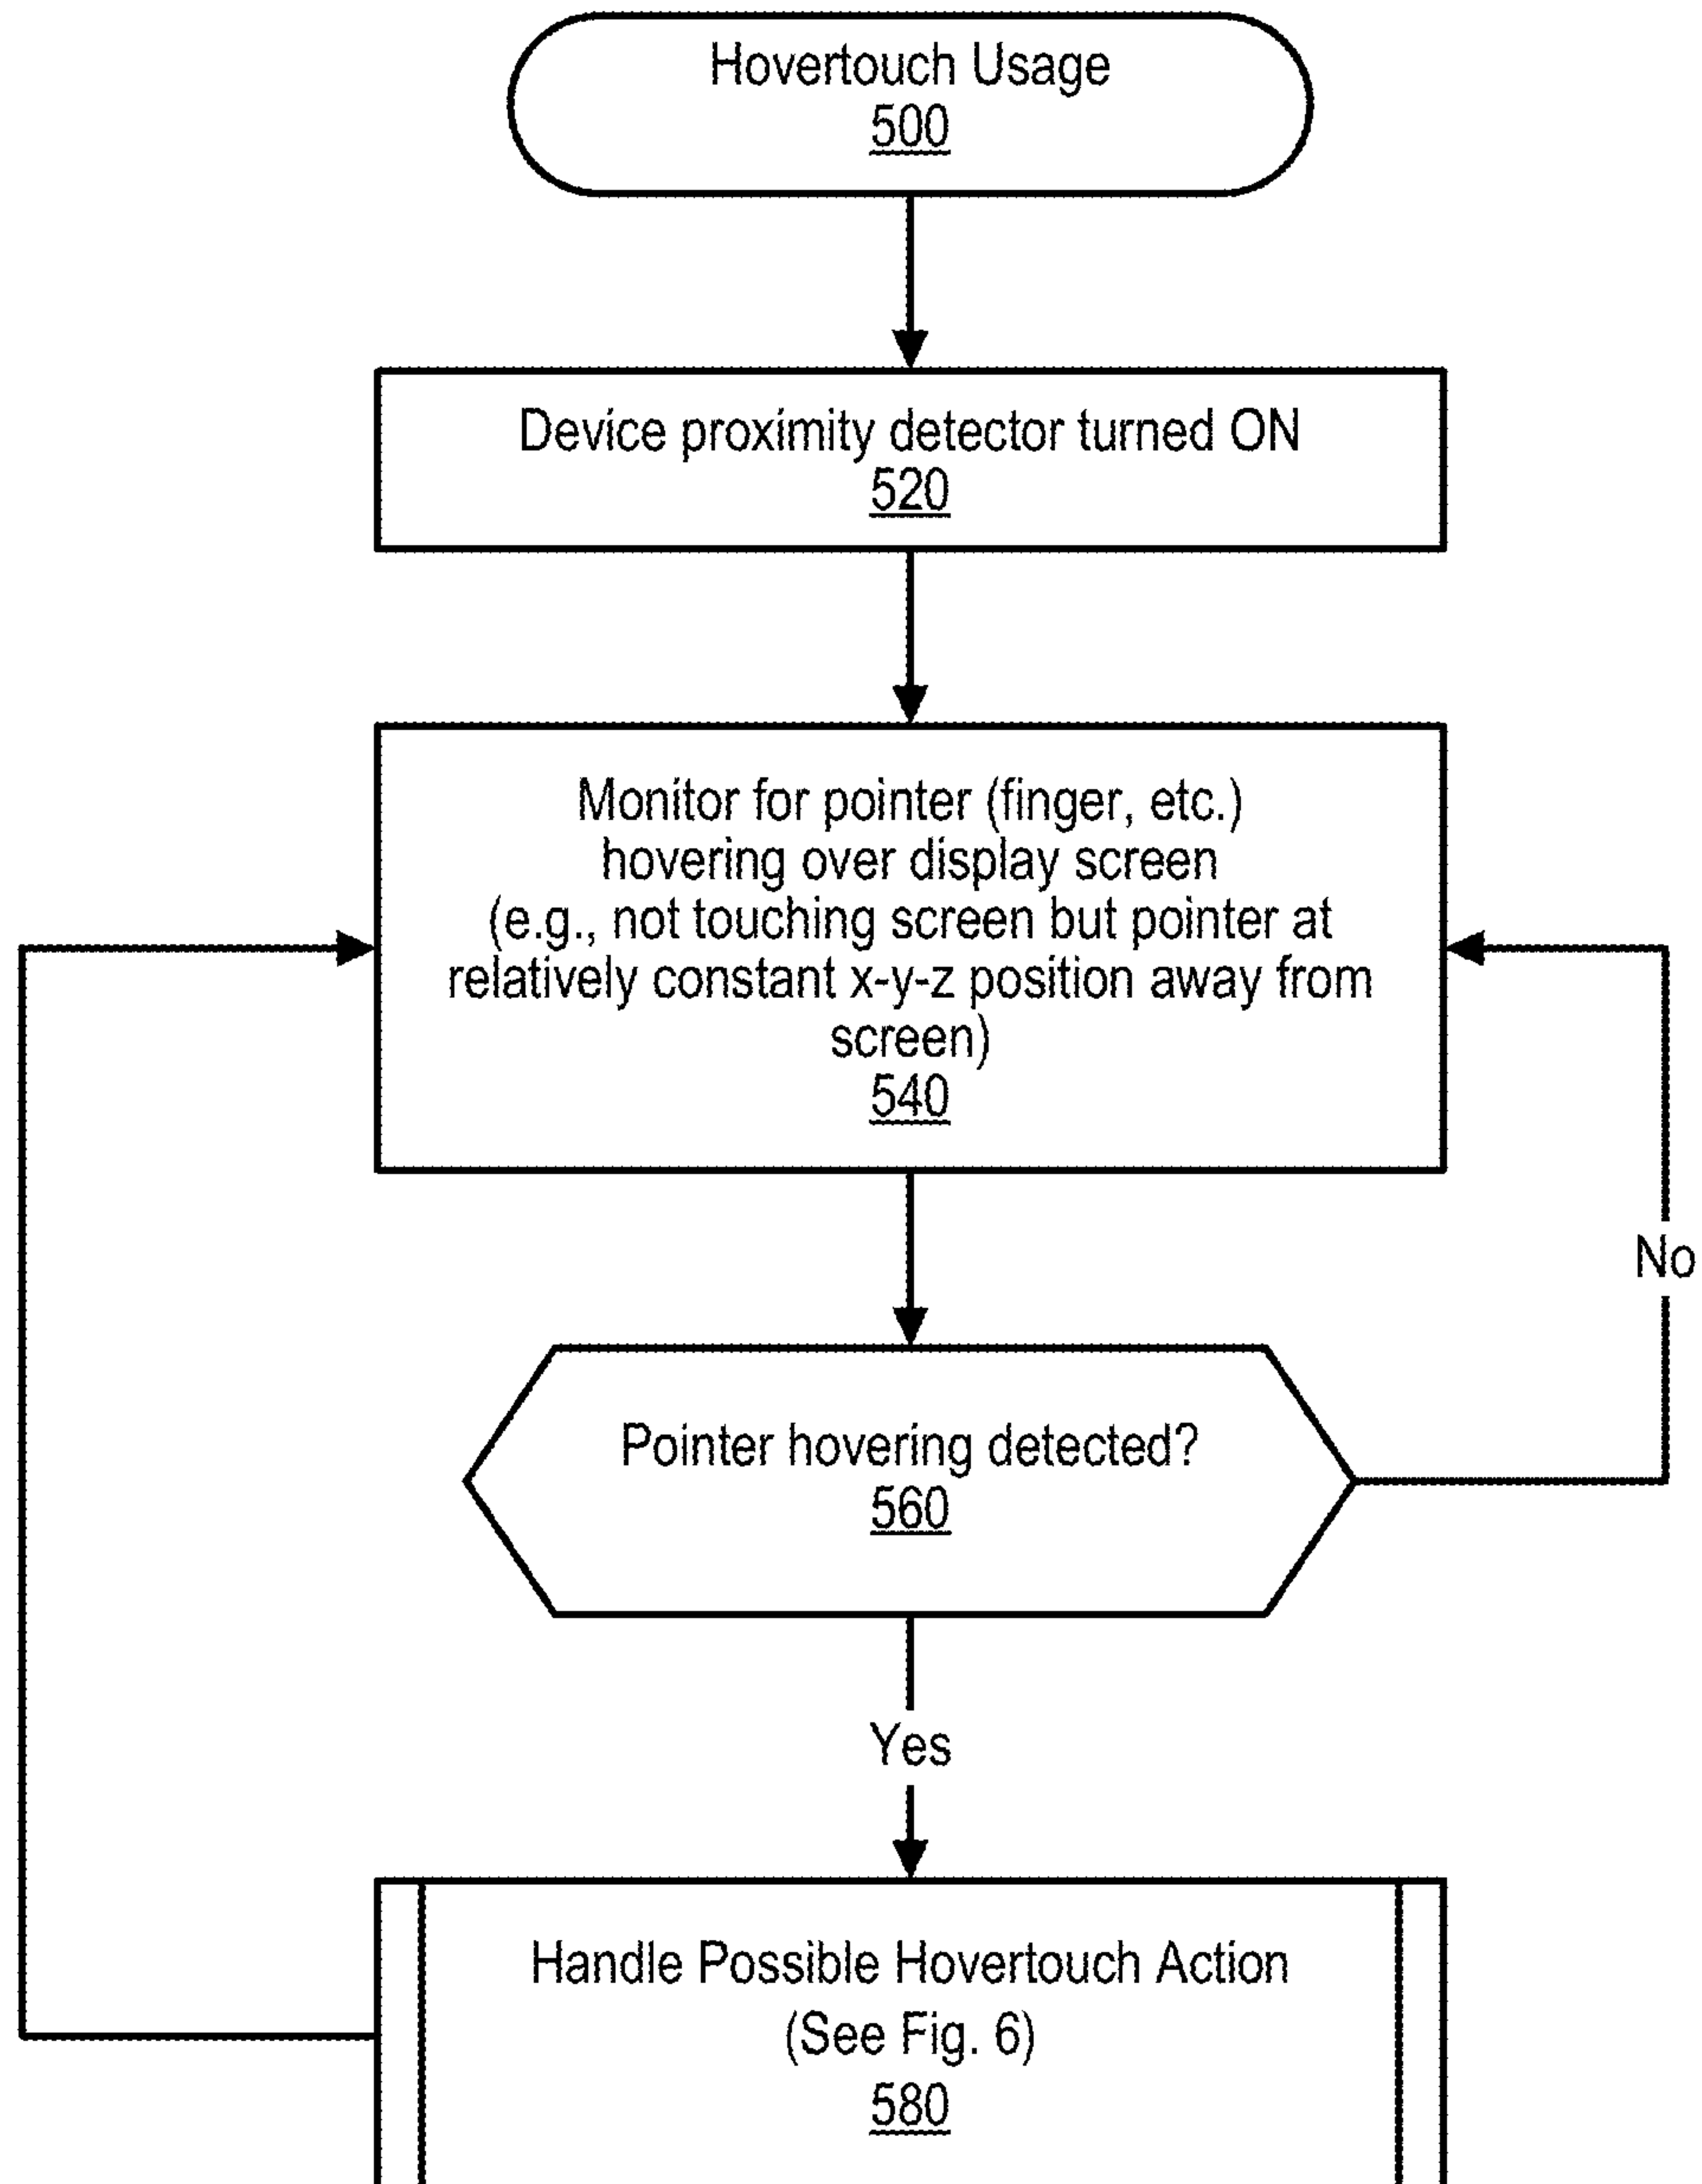 Hovertouch Usage
500
Device proximity detector turned ON
520
Monitor for pointer (finger, etc.)
hovering over display screen
(e.g., not touching screen but pointer at
relatively constant x-y-z position away from
screen)
540
No
Pointer hovering detected?
560
Yes
Handle Possible Hovertouch Action
(See Fig. 6)
580